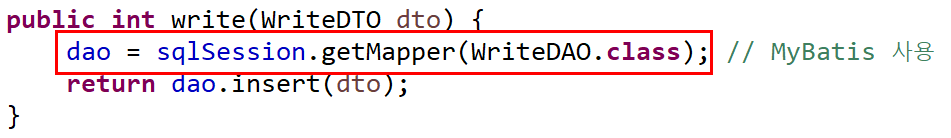 public int write(WriteDTO dto) {
    dao = sqlSession.getMapper(WriteDAO.class); // MyBatis 사용
    return dao.insert(dto);
}